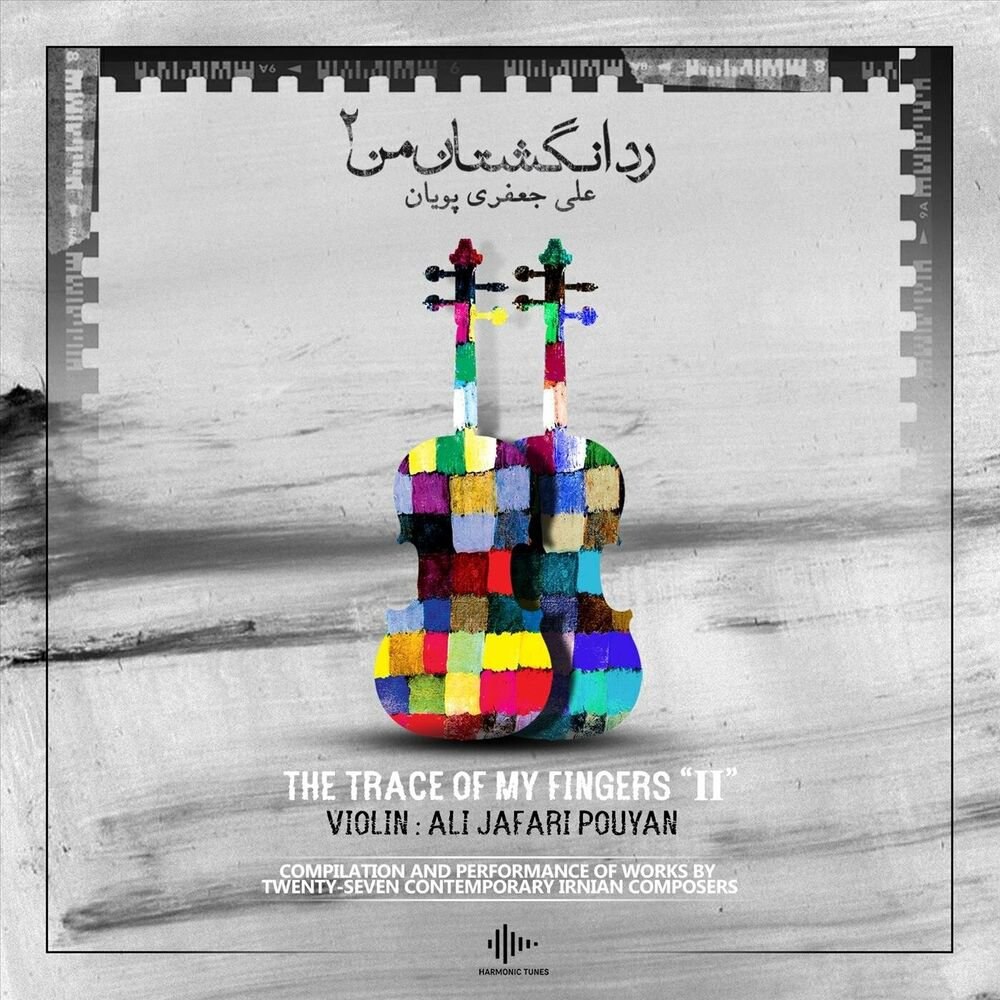 رد انگشتان من ۲
علی جعفری پویان
THE TRACE OF MY FINGERS “II”
VIOLIN : ALI JAFARI POUYAN
COMPILATION AND PERFORMANCE OF WORKS BY
TWENTY-SEVEN CONTEMPORARY IRNIAN COMPOSERS
HARMONIC TUNES